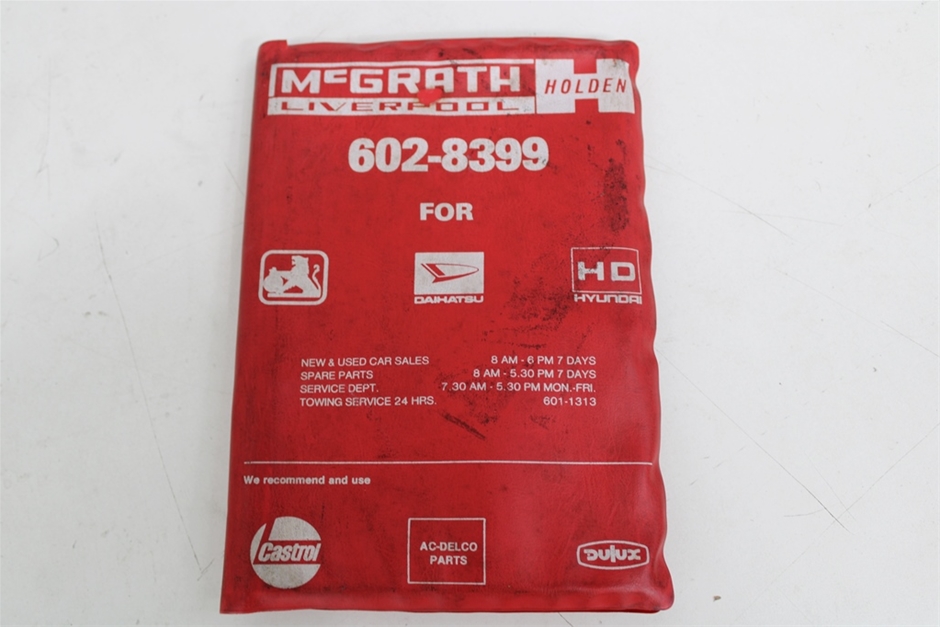 McGRATH
LIVERPOOL
HOLDEN
602-8399
FOR
DAIHATSU
HD
HYUNDAI
NEW & USED CAR SALES 8 AM - 6 PM 7 DAYS
SPARE PARTS 8 AM - 5.30 PM 7 DAYS
SERVICE DEPT. 7.30 AM - 5.30 PM MON.-FRI.
TOWING SERVICE 24 HRS. 601-1313
We recommend and use
Castrol
AC-DELCO
PARTS
DULUX